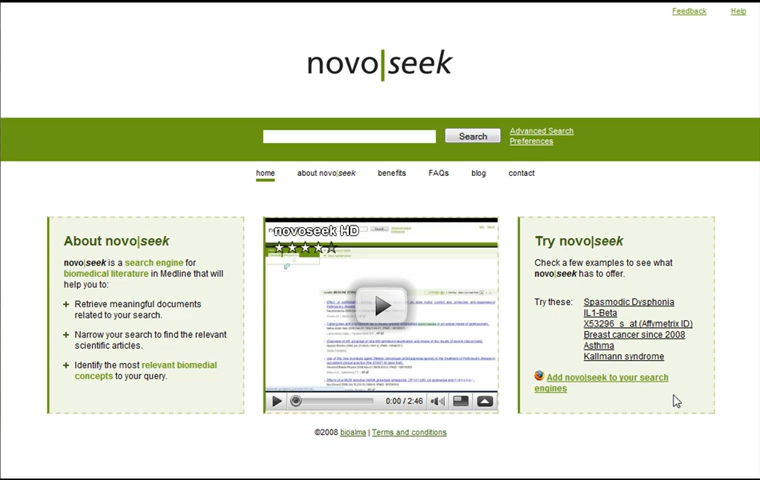 Feedback Help
novo|seek
Search
Advanced Search
Preferences
home about novo|seek benefits FAQs blog contact
About novo|seek
novo|seek is a search engine for
biomedical literature in Medline that will
help you to:
Retrieve meaningful documents
related to your search.
Narrow your search to find the relevant
scientific articles.
Identify the most relevant biomedical
concepts to your query.
novoseek HD
0:00 / 2:46
Try novo|seek
Check a few examples to see what
novo|seek has to offer.
Try these: Spasmodic Dysphonia
IL1-Beta
X53296_s_at (Affymetrix ID)
Breast cancer since 2008
Asthma
Kallmann syndrome
Add novo|seek to your search
engines
©2008 bioalma | Terms and conditions